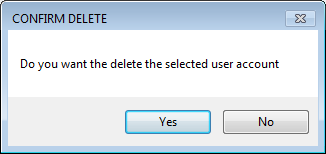 CONFIRM DELETE
Do you want the delete the selected user account
Yes
No